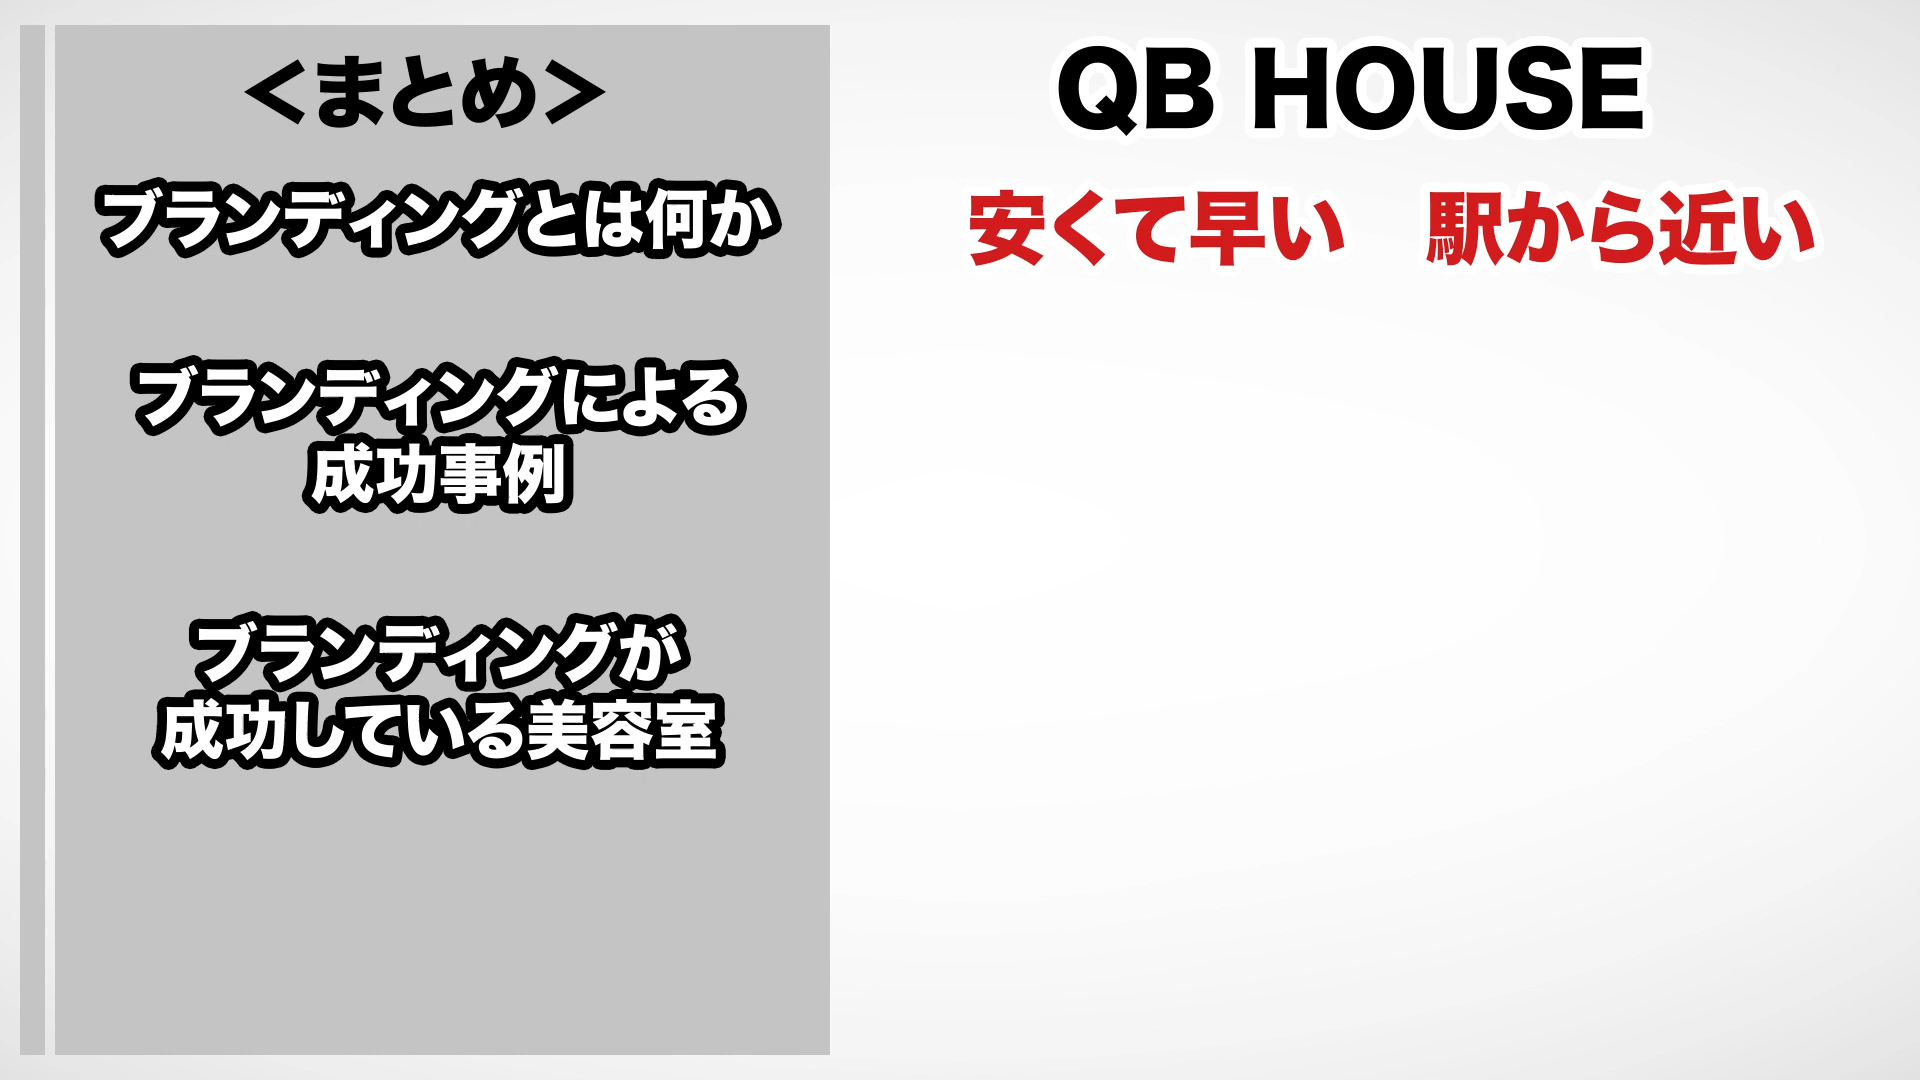 ＜まとめ＞
ブランディングとは何か
ブランディングによる
成功事例
ブランディングが
成功している美容室
QB HOUSE
安くて早い　駅から近い